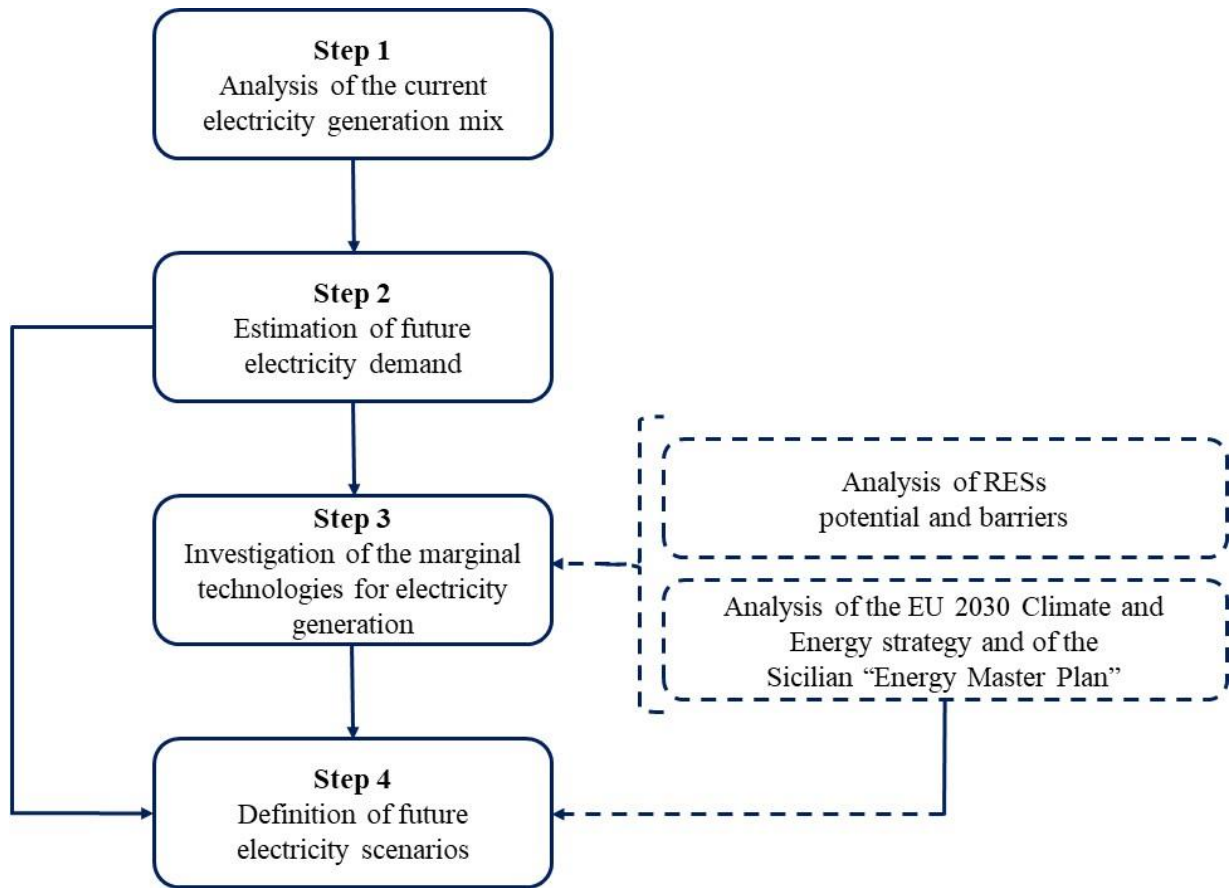 Step 1
Analysis of the current
electricity generation mix
Step 2
Estimation of future
electricity demand
Step 3
Investigation of the marginal
technologies for electricity
generation
Analysis of RESs
potential and barriers
Analysis of the EU 2030 Climate and
Energy strategy and of the
Sicilian “Energy Master Plan”
Step 4
Definition of future
electricity scenarios